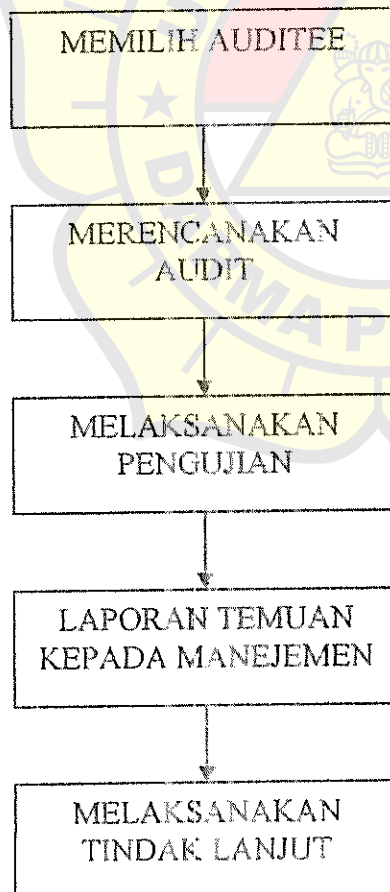 MEMILIH AUDITEE
MERENCANAKAN
AUDIT
MELAKSANAKAN
PENGUJIAN
LAPORAN TEMUAN
KEPADA MANEJEMEN
MELAKSANAKAN
TINDAK LANJUT